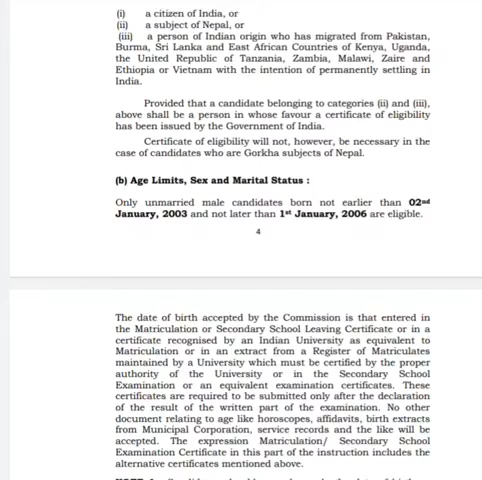 (i) a citizen of India, or
(ii) a subject of Nepal, or
(iii) a person of Indian origin who has migrated from Pakistan,
Burma, Sri Lanka and East African Countries of Kenya, Uganda,
the United Republic of Tanzania, Zambia, Malawi, Zaire and
Ethiopia or Vietnam with the intention of permanently settling in
India.
Provided that a candidate belonging to categories (ii) and (iii),
above shall be a person in whose favour a certificate of eligibility
has been issued by the Government of India.
Certificate of eligibility will not, however, be necessary in the
case of candidates who are Gorkha subjects of Nepal.
(b) Age Limits, Sex and Marital Status :
Only unmarried male candidates born not earlier than 02nd
January, 2003 and not later than 1st January, 2006 are eligible.
4
The date of birth accepted by the Commission is that entered in
the Matriculation or Secondary School Leaving Certificate or in a
certificate recognised by an Indian University as equivalent to
Matriculation or in an extract from a Register of Matriculates
maintained by a University which must be certified by the proper
authority of the University or in the Secondary School
Examination or an equivalent examination certificates. These
certificates are required to be submitted only after the declaration
of the result of the written part of the examination. No other
document relating to age like horoscopes, affidavits, birth extracts
from Municipal Corporation, service records and the like will be
accepted. The expression Matriculation/ Secondary School
Examination Certificate in this part of the instruction includes the
alternative certificates mentioned above.